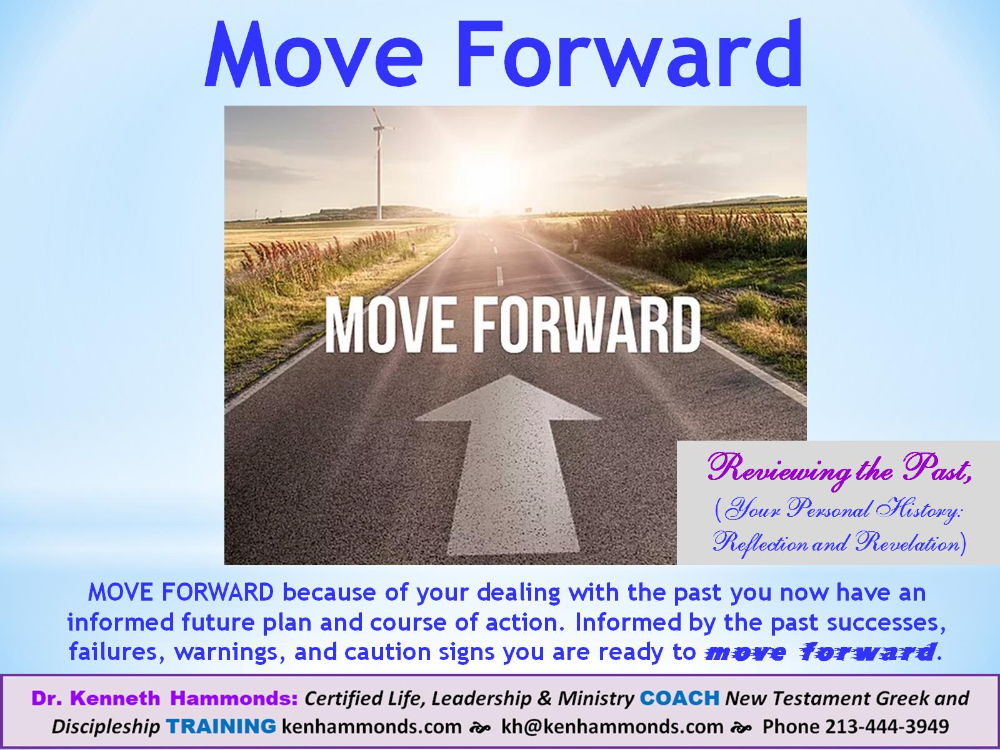 Move Forward
MOVE FORWARD
Reviewing the Past,
(Your Personal History:
Reflection and Revelation)
MOVE FORWARD because of your dealing with the past you now have an
informed future plan and course of action. Informed by the past successes,
failures, warnings, and caution signs you are ready to move forward.
Dr. Kenneth Hammonds: Certified Life, Leadership & Ministry COACH New Testament Greek and
Discipleship TRAINING kenhammonds.com kh@kenhammonds.com Phone 213-444-3949